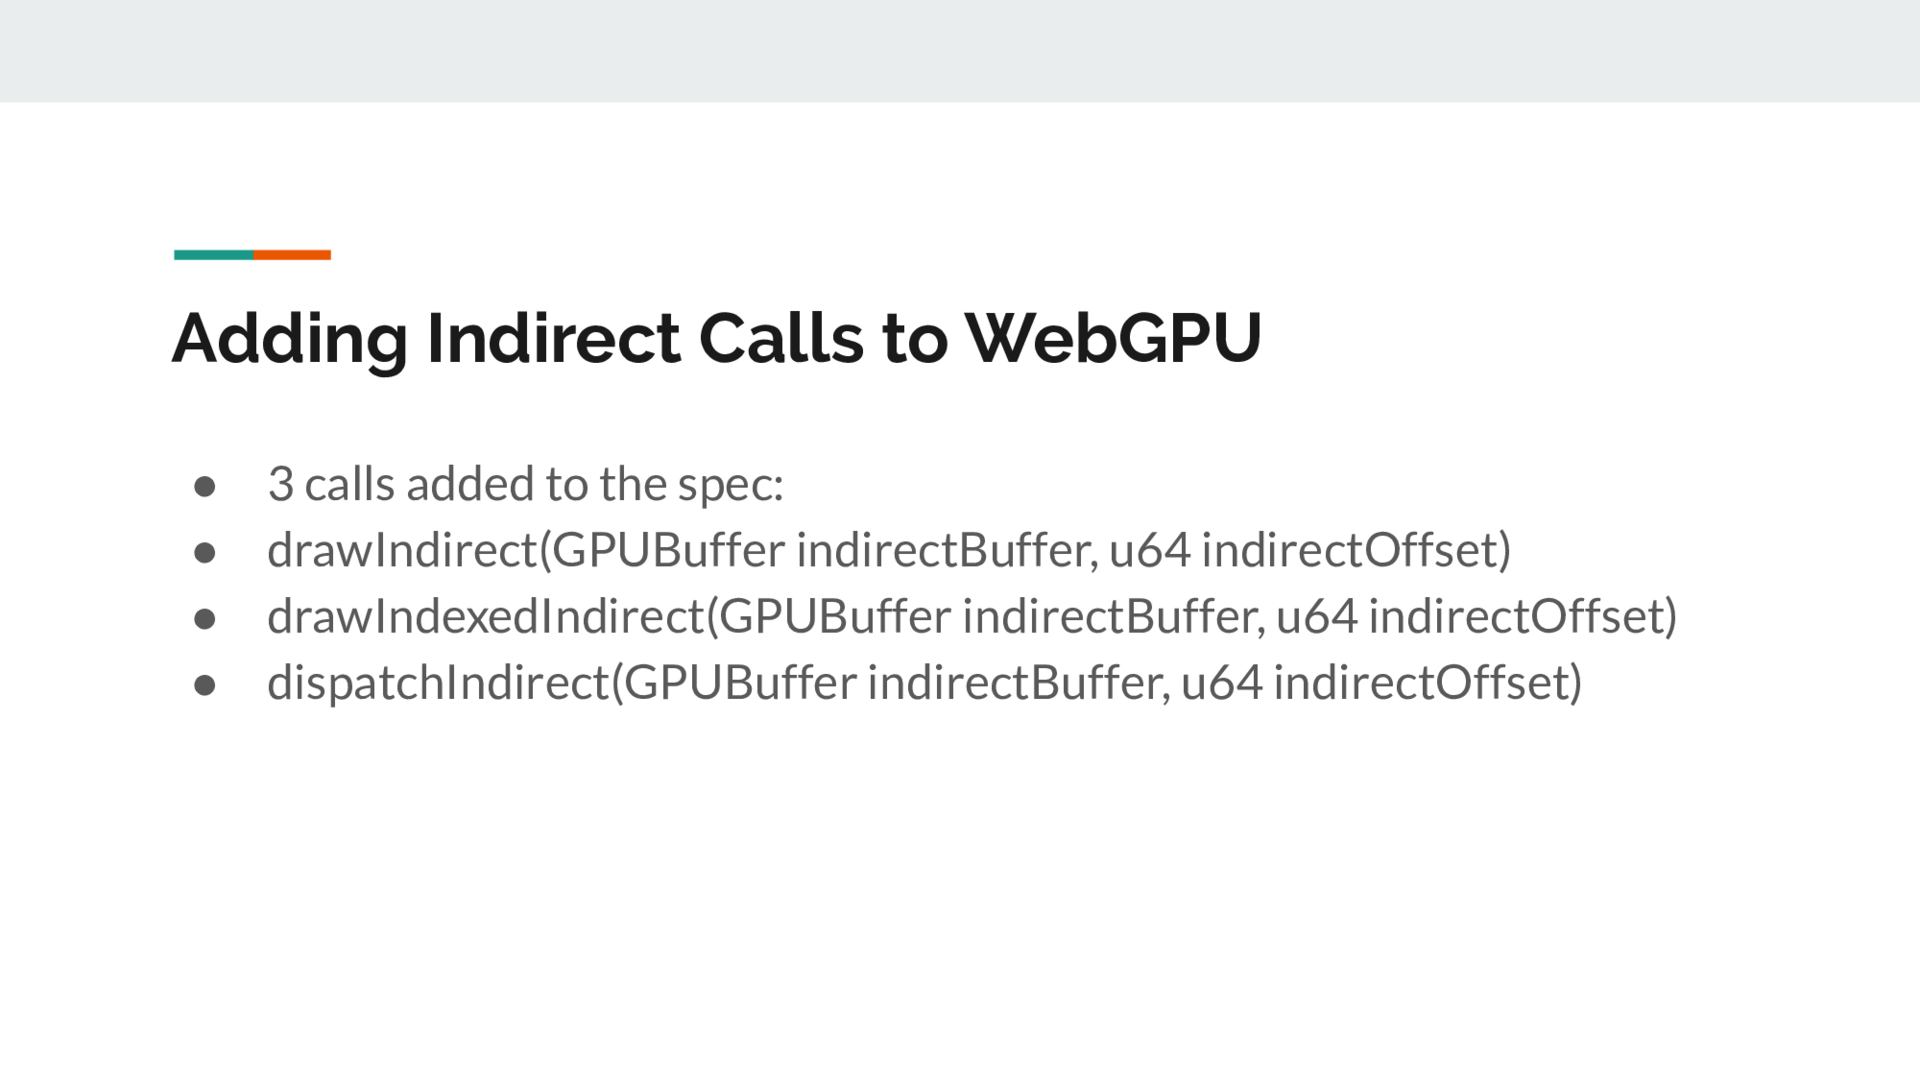 Adding Indirect Calls to WebGPU
● 3 calls added to the spec:
● drawIndirect(GPUBuffer indirectBuffer, u64 indirectOffset)
● drawIndexedIndirect(GPUBuffer indirectBuffer, u64 indirectOffset)
● dispatchIndirect(GPUBuffer indirectBuffer, u64 indirectOffset)